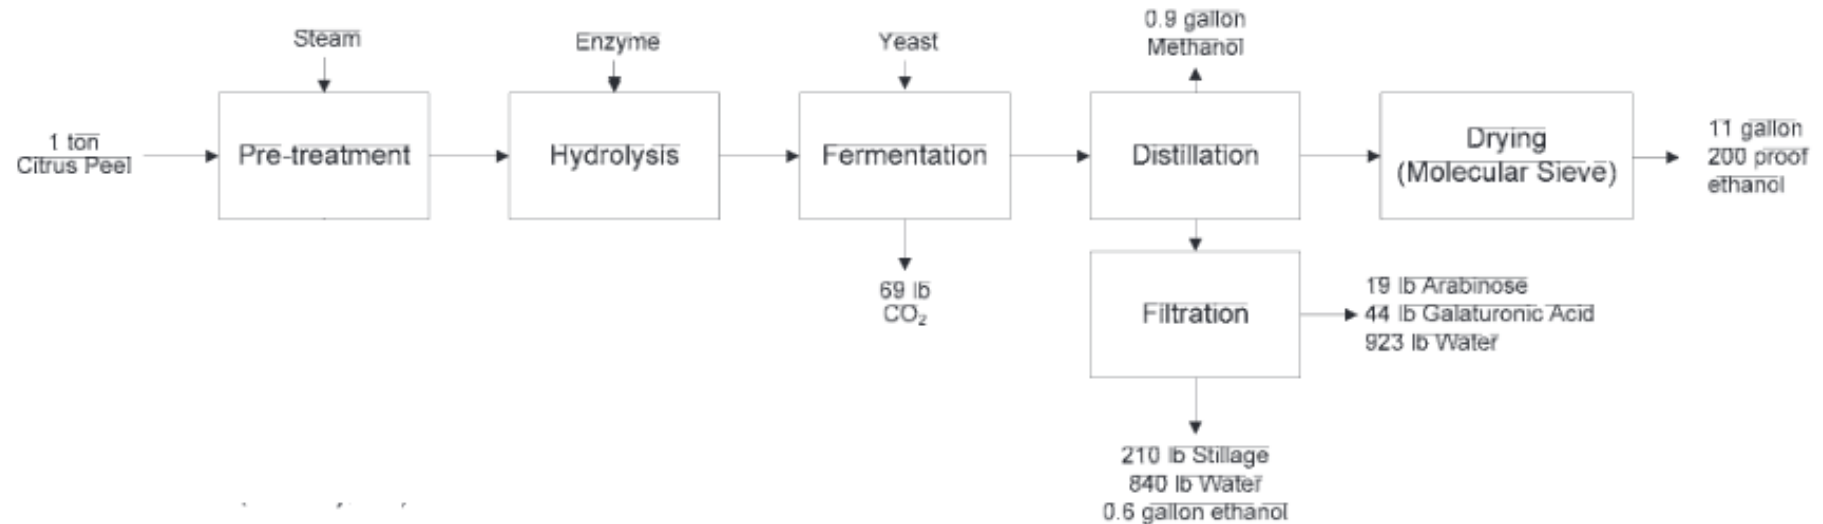 Steam
Enzyme
Yeast
0.9 gallon
Methanol
1 ton
Citrus Peel
Pre-treatment
Hydrolysis
Fermentation
Distillation
Drying
(Molecular Sieve)
11 gallon
200 proof
ethanol
69 lb
CO₂
Filtration
19 lb Arabinose
44 lb Galaturonic Acid
923 lb Water
210 lb Stillage
840 lb Water
0.6 gallon ethanol